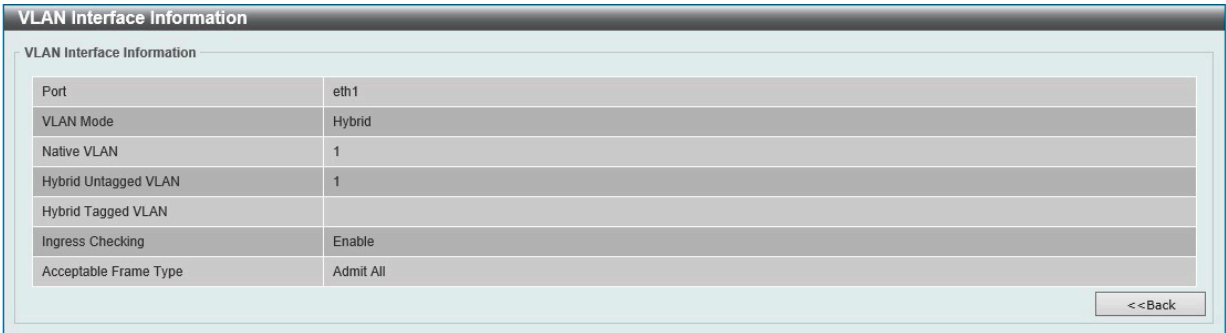 VLAN Interface Information
VLAN Interface Information
Port eth1
VLAN Mode Hybrid
Native VLAN 1
Hybrid Untagged VLAN 1
Hybrid Tagged VLAN
Ingress Checking Enable
Acceptable Frame Type Admit All
<<Back